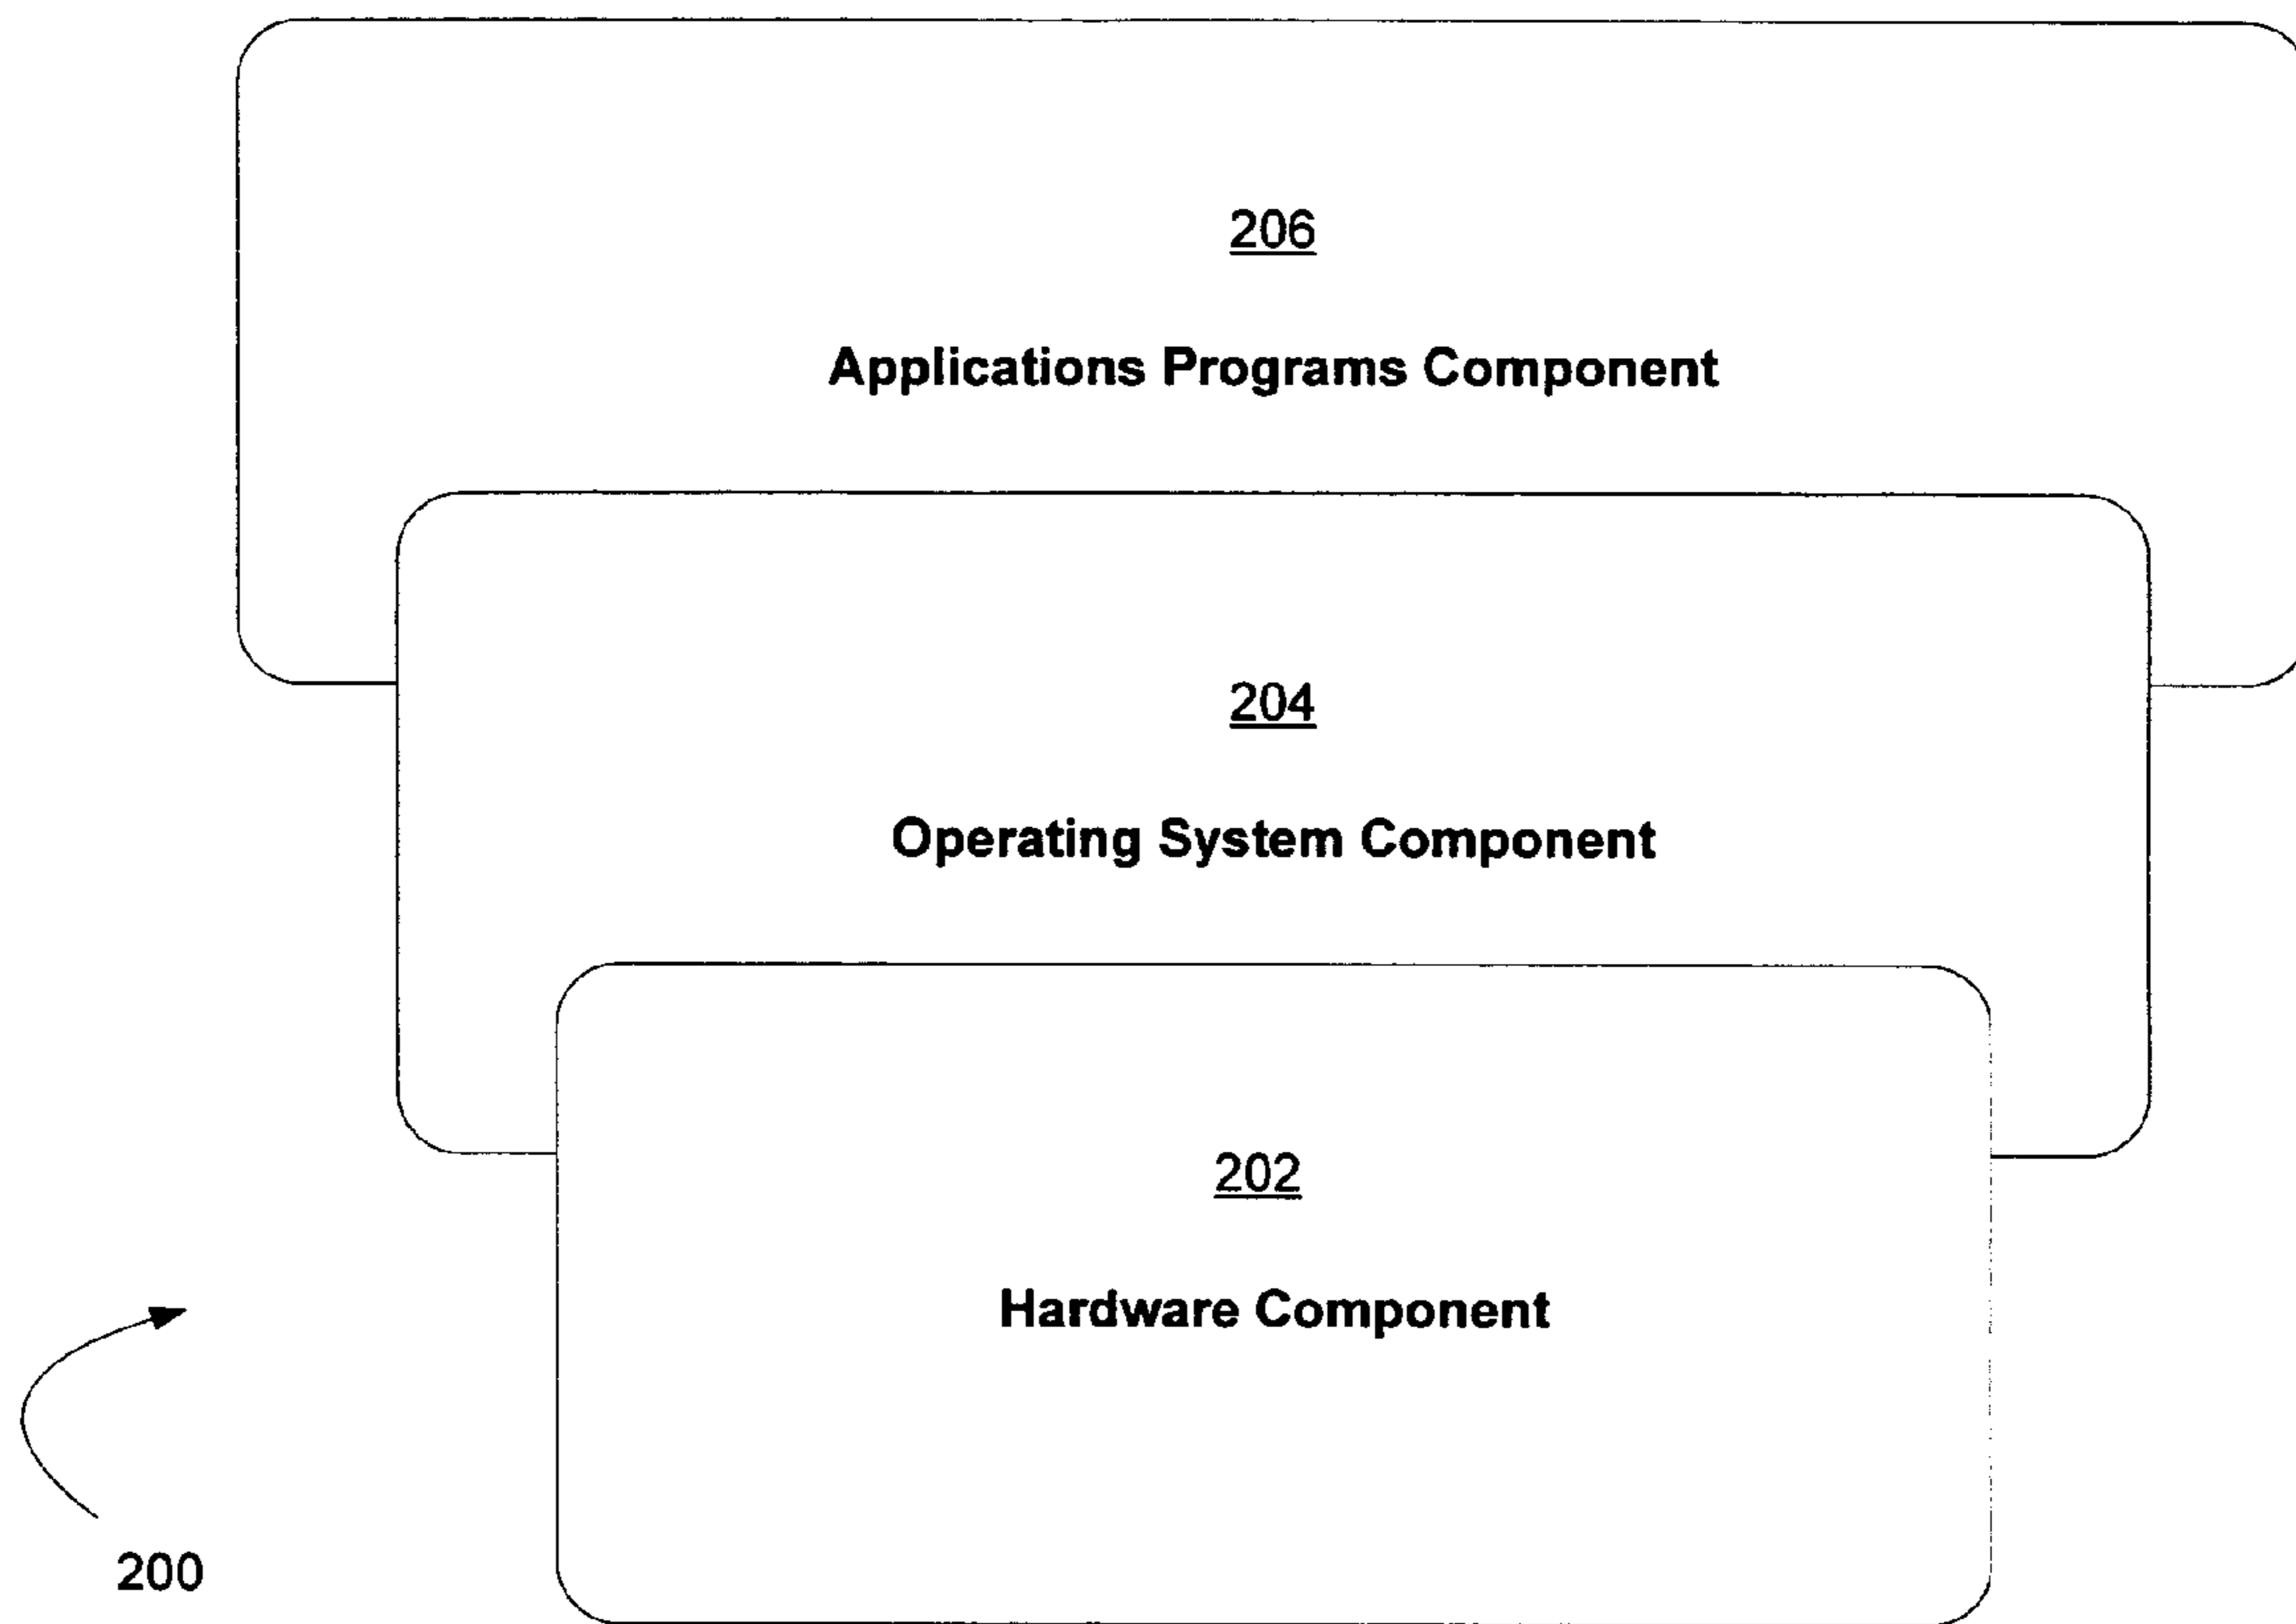 206
Applications Programs Component
204
Operating System Component
202
Hardware Component
200